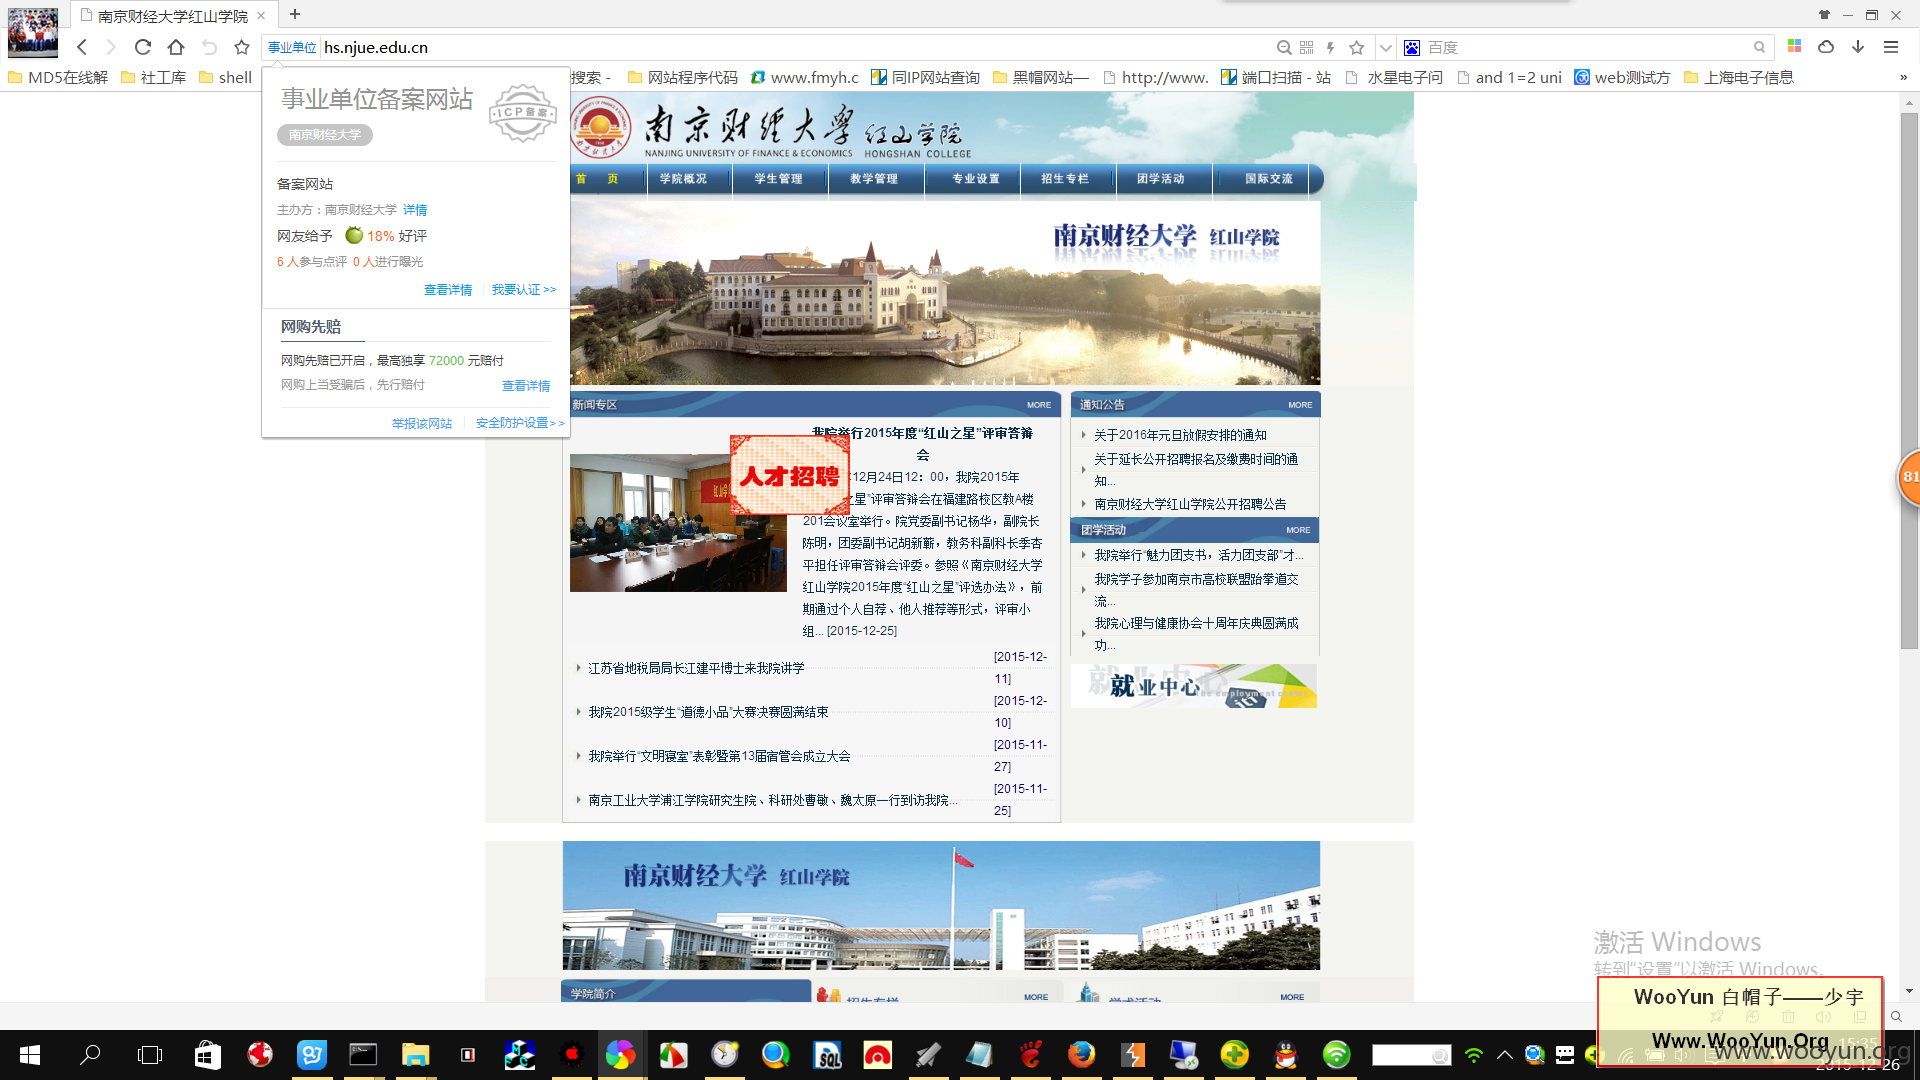 南京财经大学红山学院
事业单位 hs.njue.edu.cn
百度
MD5在线解 社工库 shell 搜索 - 网站程序代码 www.fmyh.c 同IP网站查询 黑帽网站— http://www. 端口扫描 - 站 水星电子问 and 1=2 uni web测试方 上海电子信息 »
事业单位备案网站
ICP备案
南京财经大学
备案网站
主办方：南京财经大学 详情
网友给予 18% 好评
6 人参与点评 0 人进行曝光
查看详情 我要认证 >>
网购先赔
网购先赔已开启，最高独享 72000 元赔付
网购上当受骗后，先行赔付 查看详情
举报该网站 安全防护设置>>
南京财经大学 红山学院
NANJING UNIVERSITY OF FINANCE & ECONOMICS HONGSHAN COLLEGE
首 页 学院概况 学生管理 教学管理 专业设置 招生专栏 团学活动 国际交流
南京财经大学 红山学院
新闻专区 MORE
我院举行2015年度“红山之星”评审答辩
会
年12月24日12：00，我院2015年
之星”评审答辩会在福建路校区教A楼
201会议室举行。院党委副书记杨华，副院长
陈明，团委副书记胡新蕲，教务科副科长季杏
平担任评审答辩会评委。参照《南京财经大学
红山学院2015年度“红山之星”评选办法》，前
期通过个人自荐、他人推荐等形式，评审小
组... [2015-12-25]
人才招聘
江苏省地税局局长江建平博士来我院讲学 [2015-12-
11]
我院2015级学生“道德小品”大赛决赛圆满结束 [2015-12-
10]
我院举行“文明寝室”表彰暨第13届宿管会成立大会 [2015-11-
27]
南京工业大学浦江学院研究生院、科研处曹敏、魏太原一行到访我院... [2015-11-
25]
通知公告 MORE
关于2016年元旦放假安排的通知
关于延长公开招聘报名及缴费时间的通
知...
南京财经大学红山学院公开招聘公告
团学活动 MORE
我院举行“魅力团支书，活力团支部”才...
我院学子参加南京市高校联盟跆拳道交
流...
我院心理与健康协会十周年庆典圆满成
功...
就业中心
the employment center
南京财经大学 红山学院
学院简介
招生专栏 MORE
学术活动 MORE
81
激活 Windows
转到“设置”以激活 Windows。
WooYun 白帽子——少宇
Www.WooYun.Org
www.wooyun.org
15:35
2015-12-26
SQL